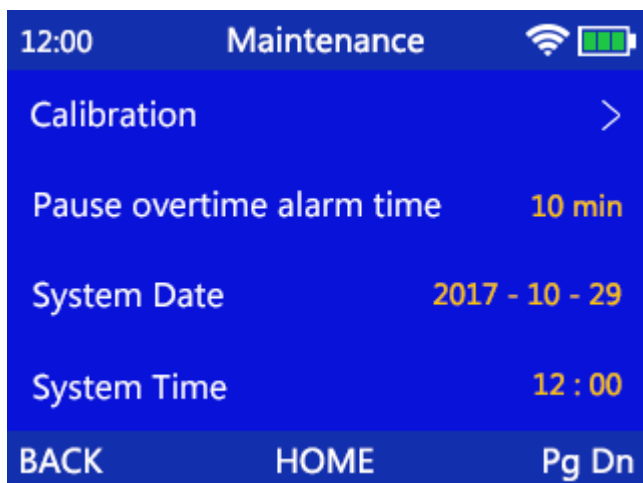 12:00 Maintenance
Calibration
Pause overtime alarm time 10 min
System Date 2017 - 10 - 29
System Time 12 : 00
BACK HOME Pg Dn